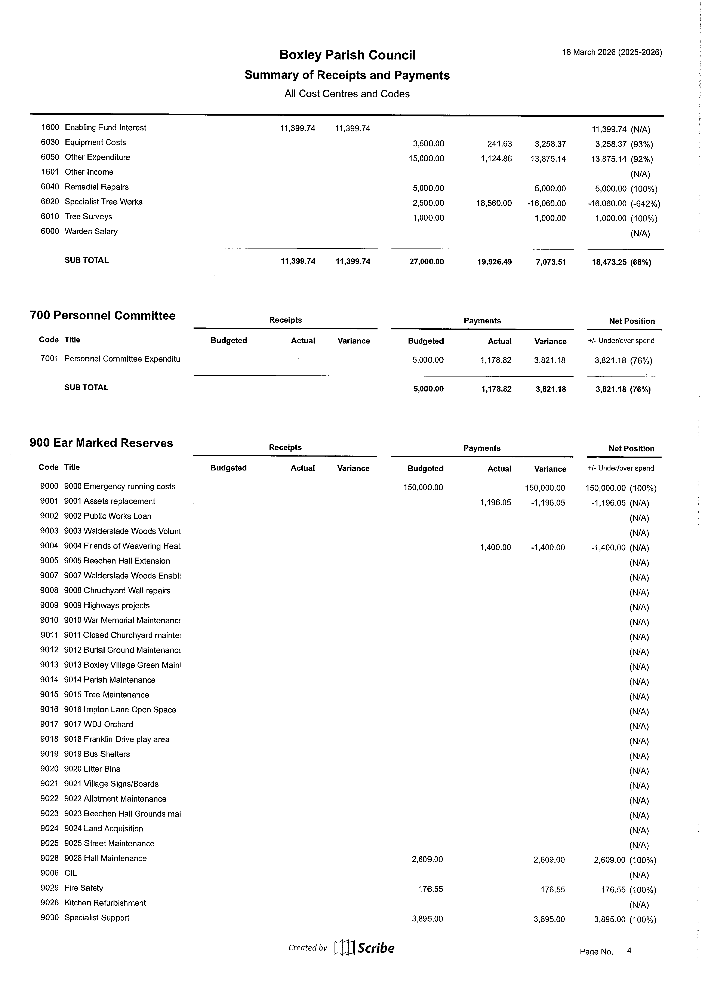 Boxley Parish Council
18 March 2026 (2025-2026)
Summary of Receipts and Payments
All Cost Centres and Codes
1600 Enabling Fund Interest 11,399.74 11,399.74 11,399.74 (N/A)
6030 Equipment Costs 3,500.00 241.63 3,258.37 3,258.37 (93%)
6050 Other Expenditure 15,000.00 1,124.86 13,875.14 13,875.14 (92%)
1601 Other Income (N/A)
6040 Remedial Repairs 5,000.00 5,000.00 5,000.00 (100%)
6020 Specialist Tree Works 2,500.00 18,560.00 -16,060.00 -16,060.00 (-642%)
6010 Tree Surveys 1,000.00 1,000.00 1,000.00 (100%)
6000 Warden Salary (N/A)
SUB TOTAL 11,399.74 11,399.74 27,000.00 19,926.49 7,073.51 18,473.25 (68%)
700 Personnel Committee Receipts Payments Net Position
Code Title Budgeted Actual Variance Budgeted Actual Variance +/- Under/over spend
7001 Personnel Committee Expenditu 5,000.00 1,178.82 3,821.18 3,821.18 (76%)
SUB TOTAL 5,000.00 1,178.82 3,821.18 3,821.18 (76%)
900 Ear Marked Reserves Receipts Payments Net Position
Code Title Budgeted Actual Variance Budgeted Actual Variance +/- Under/over spend
9000 9000 Emergency running costs 150,000.00 150,000.00 150,000.00 (100%)
9001 9001 Assets replacement 1,196.05 -1,196.05 -1,196.05 (N/A)
9002 9002 Public Works Loan (N/A)
9003 9003 Walderslade Woods Volunt (N/A)
9004 9004 Friends of Weavering Heat 1,400.00 -1,400.00 -1,400.00 (N/A)
9005 9005 Beechen Hall Extension (N/A)
9007 9007 Walderslade Woods Enabli (N/A)
9008 9008 Chruchyard Wall repairs (N/A)
9009 9009 Highways projects (N/A)
9010 9010 War Memorial Maintenance (N/A)
9011 9011 Closed Churchyard mainte (N/A)
9012 9012 Burial Ground Maintenance (N/A)
9013 9013 Boxley Village Green Main (N/A)
9014 9014 Parish Maintenance (N/A)
9015 9015 Tree Maintenance (N/A)
9016 9016 Impton Lane Open Space (N/A)
9017 9017 WDJ Orchard (N/A)
9018 9018 Franklin Drive play area (N/A)
9019 9019 Bus Shelters (N/A)
9020 9020 Litter Bins (N/A)
9021 9021 Village Signs/Boards (N/A)
9022 9022 Allotment Maintenance (N/A)
9023 9023 Beechen Hall Grounds mai (N/A)
9024 9024 Land Acquisition (N/A)
9025 9025 Street Maintenance (N/A)
9028 9028 Hall Maintenance 2,609.00 2,609.00 2,609.00 (100%)
9006 CIL (N/A)
9029 Fire Safety 176.55 176.55 176.55 (100%)
9026 Kitchen Refurbishment (N/A)
9030 Specialist Support 3,895.00 3,895.00 3,895.00 (100%)
Created by Scribe
Page No. 4